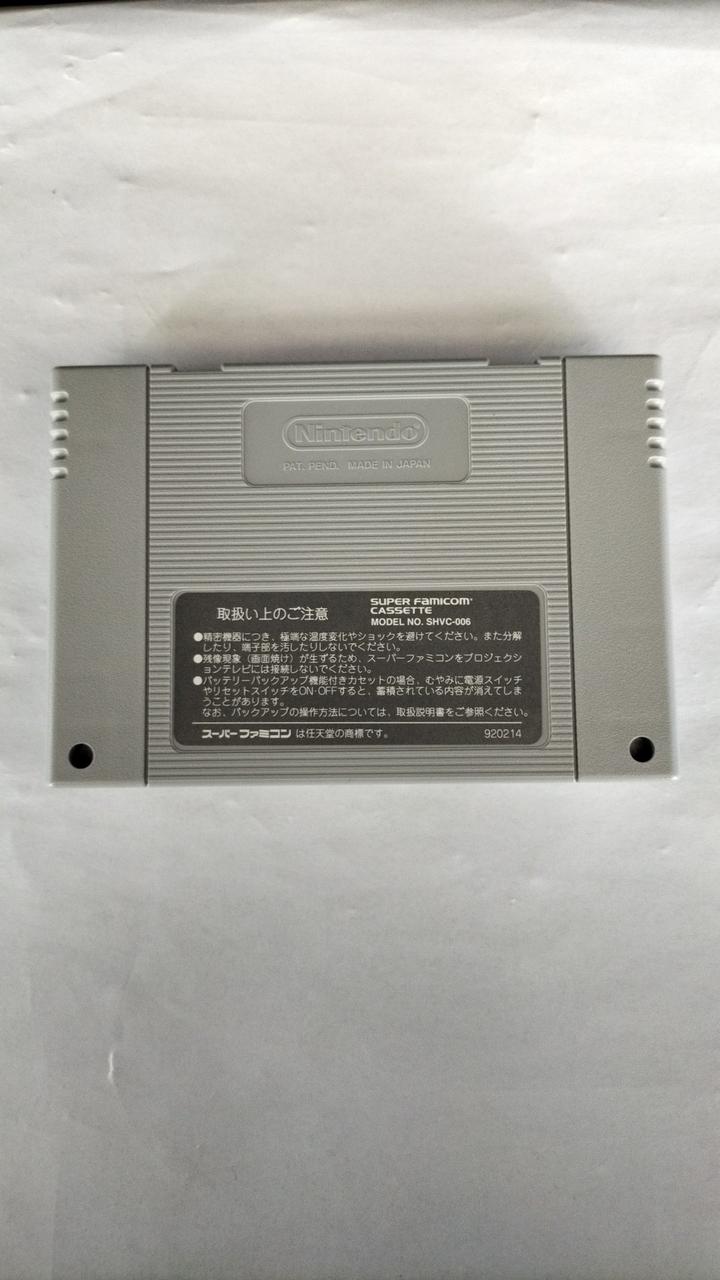 Nintendo
PAT. PEND. MADE IN JAPAN
取扱い上のご注意
SUPER FAMICOM
CASSETTE
MODEL NO. SHVC-006
●精密機器につき、極端な温度変化やショックを避けてください。また分解
したり、端子部を汚したりしないでください。
●残像現象（画面焼け）が生ずるため、スーパーファミコンをプロジェクシ
ョンテレビには接続しないでください。
●バッテリーバックアップ機能付きカセットの場合、むやみに電源スイッチ
やリセットスイッチをON·OFFすると、蓄積されている内容が消えてしま
うことがあります。
なお、バックアップの操作方法については、取扱説明書をご参照ください。
スーパーファミコン は任天堂の商標です。 920214